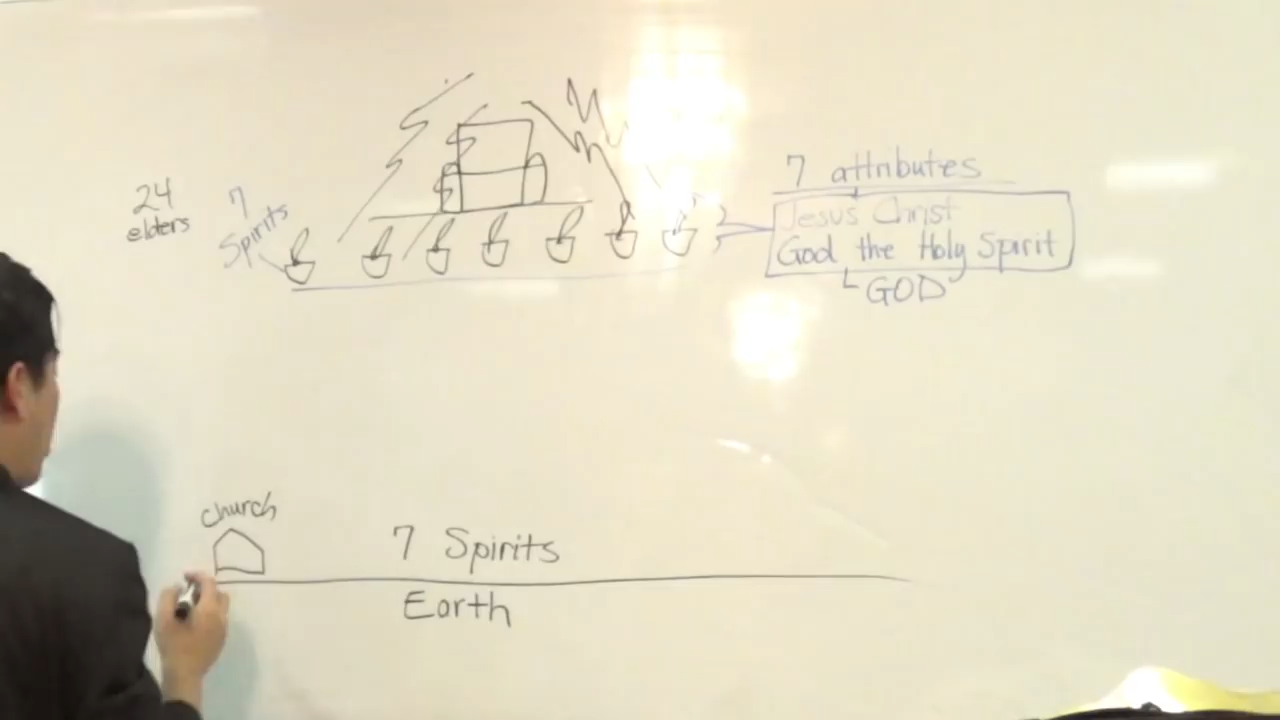 24
elders
7
Spirits
7 attributes
Jesus Christ
God the Holy Spirit
GOD
church
7 Spirits
Earth